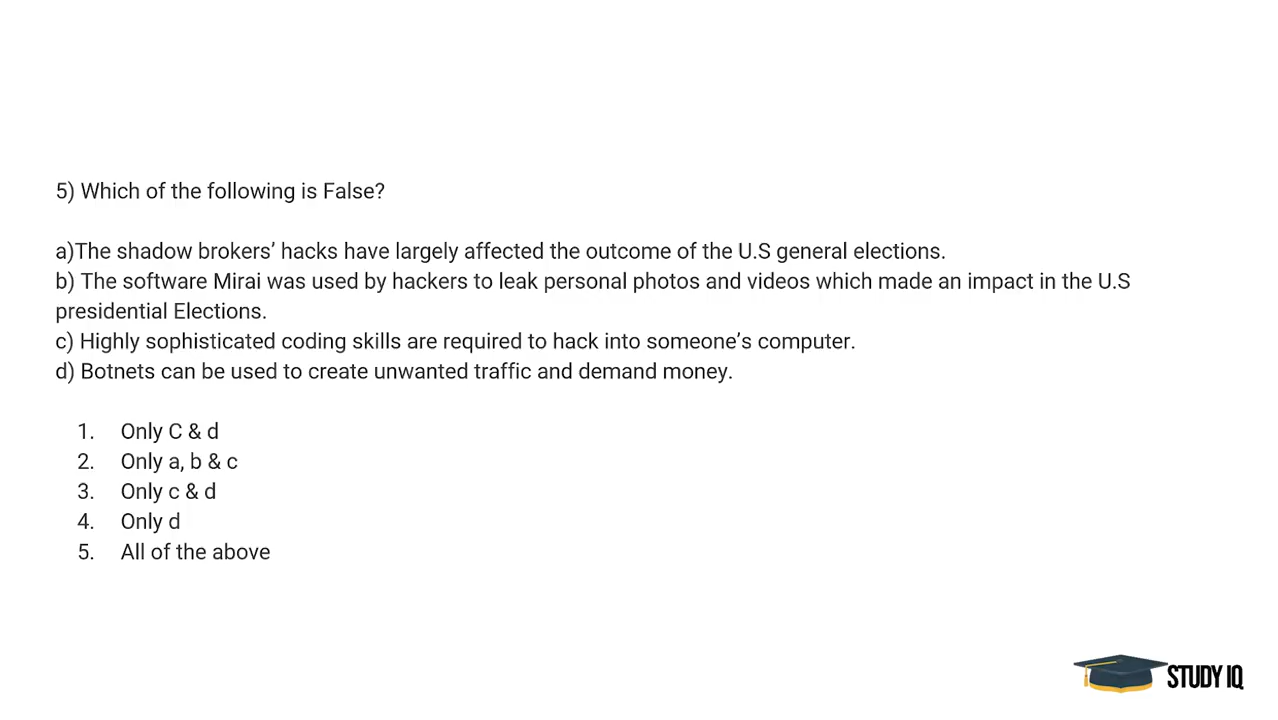 5) Which of the following is False?
a)The shadow brokers’ hacks have largely affected the outcome of the U.S general elections.
b) The software Mirai was used by hackers to leak personal photos and videos which made an impact in the U.S
presidential Elections.
c) Highly sophisticated coding skills are required to hack into someone’s computer.
d) Botnets can be used to create unwanted traffic and demand money.
1. Only C & d
2. Only a, b & c
3. Only c & d
4. Only d
5. All of the above
STUDY IQ